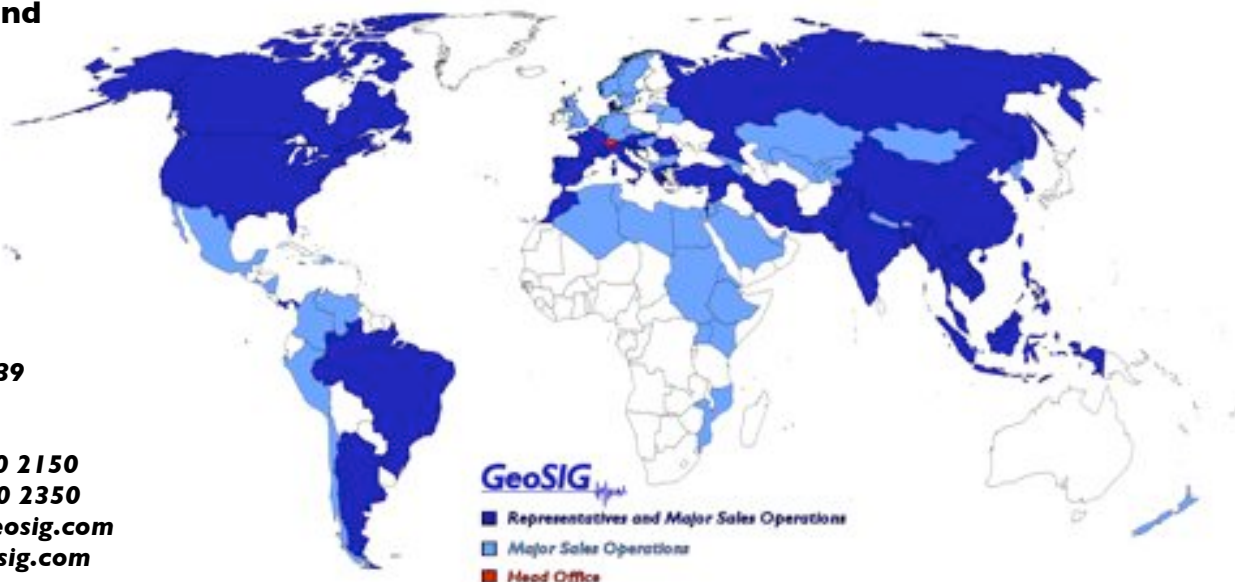 nd
39
0 2150
0 2350
eosig.com
sig.com
GeoSIG
Representatives and Major Sales Operations
Major Sales Operations
Head Office